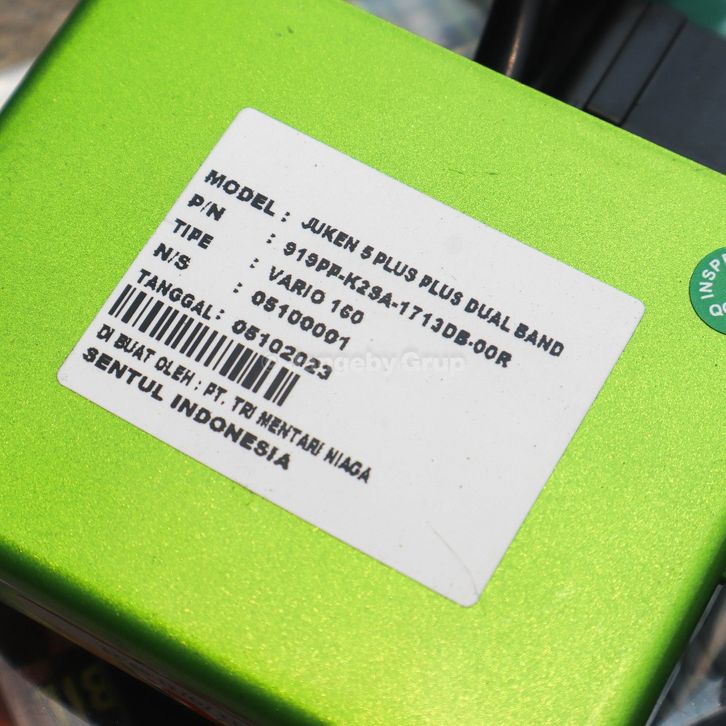 MODEL : JUKEN 5 PLUS PLUS DUAL BAND
P/N : 919PP-K2SA-1713DB-00R
TIPE : VARIO 160
N/S : 05100001
TANGGAL : 05102023
DI BUAT OLEH : PT. TRI MENTARI NIAGA
SENTUL INDONESIA